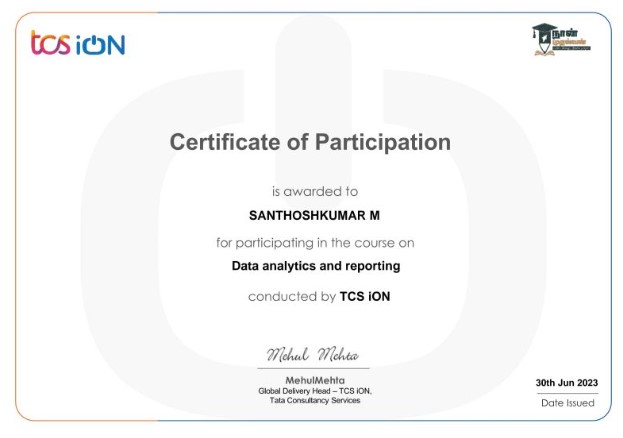 tcs iON
நான்
முதல்வன்
Certificate of Participation
is awarded to
SANTHOSHKUMAR M
for participating in the course on
Data analytics and reporting
conducted by TCS iON
Mehul Mehta
MehulMehta
Global Delivery Head – TCS iON,
Tata Consultancy Services
30th Jun 2023
Date Issued